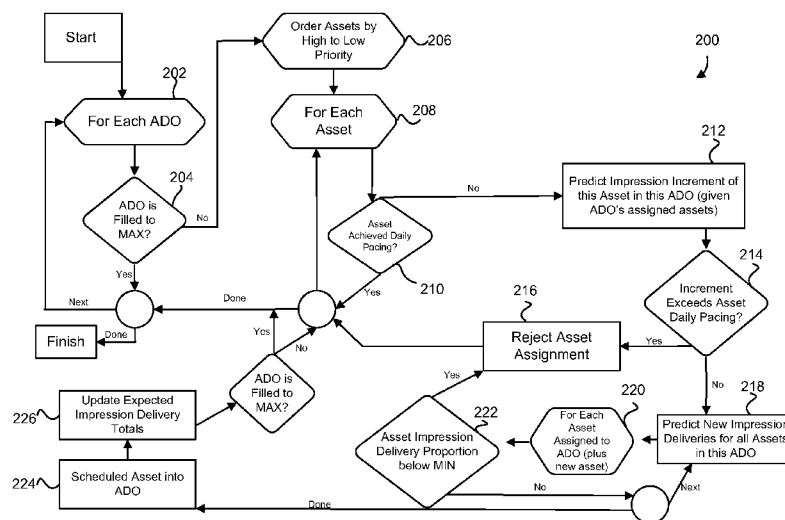 Start
Order Assets by
High to Low
Priority
206
200
202
For Each ADO
For Each
Asset
208
212
204
No
Predict Impression Increment of
this Asset in this ADO (given
ADO's assigned assets)
ADO is
Filled to
MAX?
No
Asset
Achieved Daily
Pacing?
214
210
Yes
Yes
216
Increment
Exceeds Asset
Daily Pacing?
Next
Done
Reject Asset
Assignment
Yes
Done
Finish
Yes
No
ADO is
Filled to
MAX?
Yes
No
218
220
222
226
Update Expected
Impression Delivery
Totals
For Each
Asset
Assigned to
ADO (plus
new asset)
Predict New Impression
Deliveries for all Assets
in this ADO
Asset Impression
Delivery Proportion
below MIN
224
Scheduled Asset into
ADO
No
Next
Done